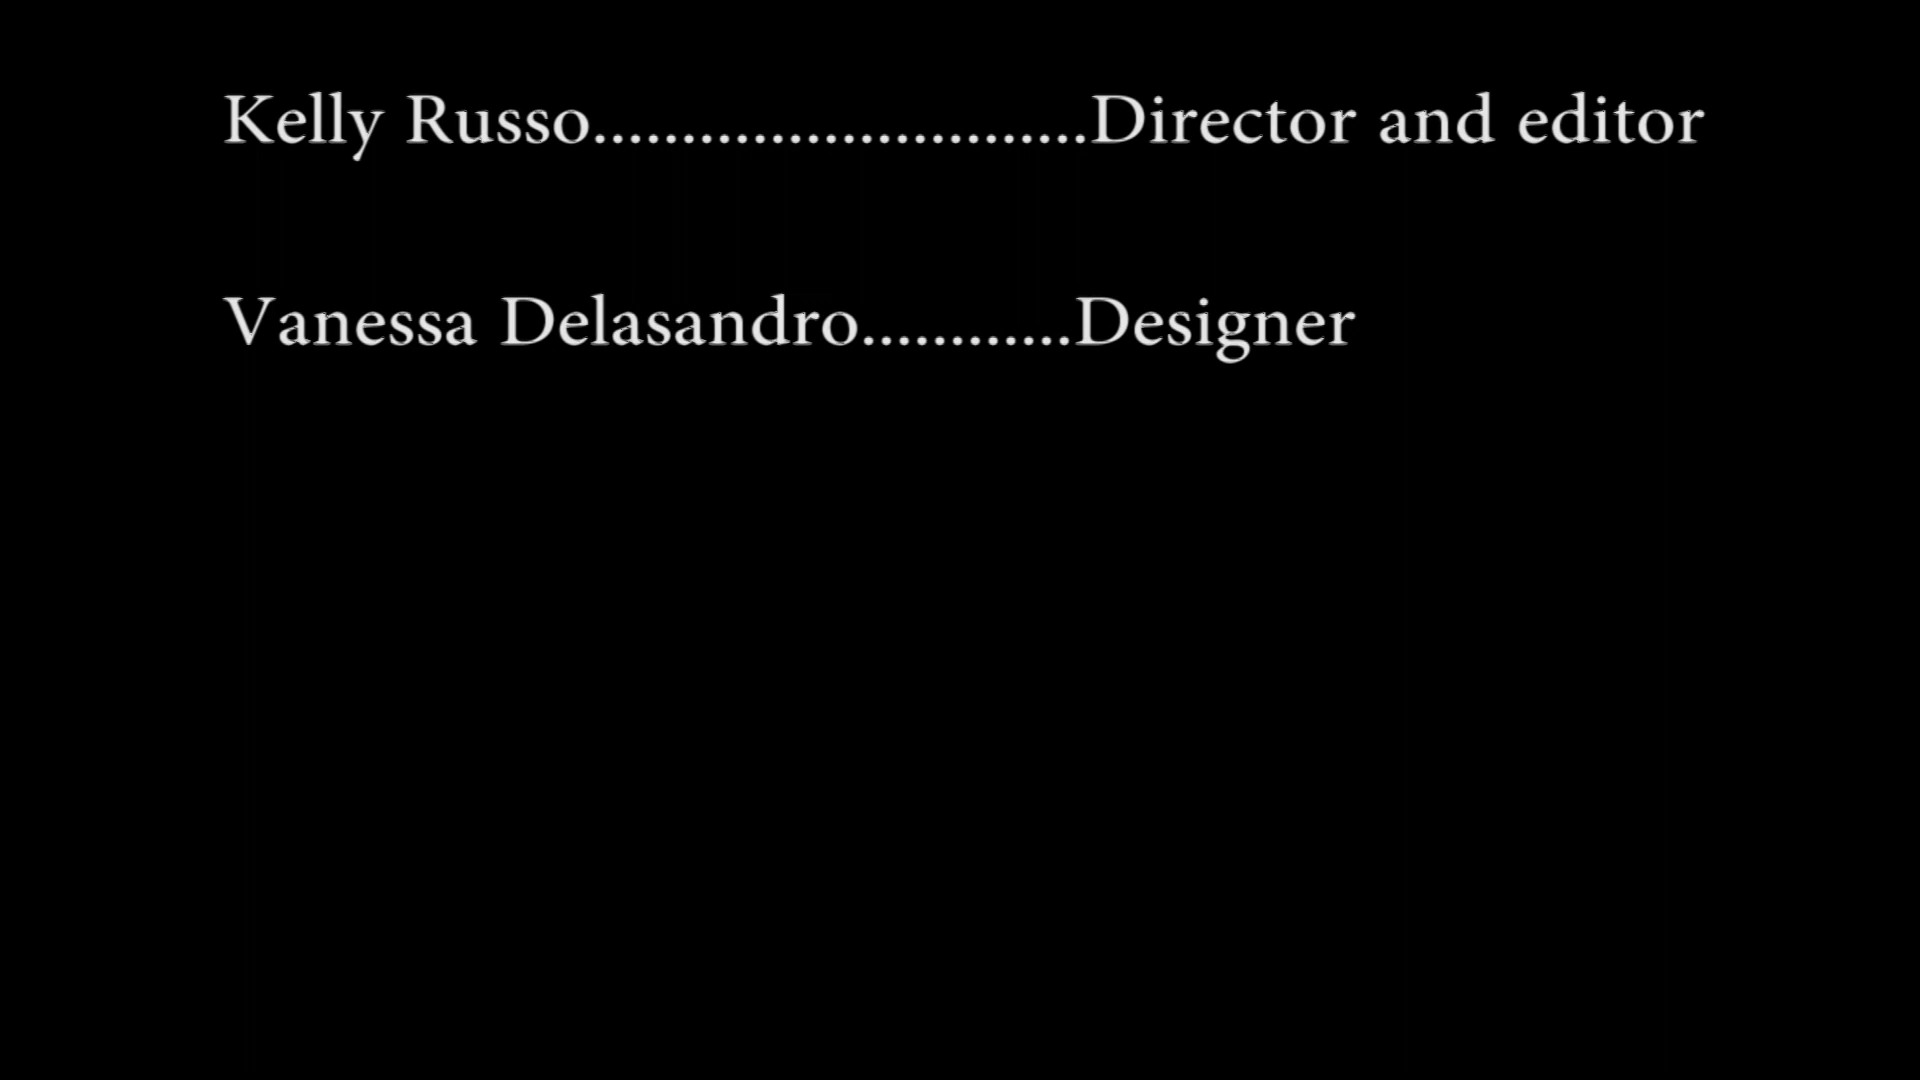 Kelly Russo............................Director and editor
Vanessa Delasandro............Designer